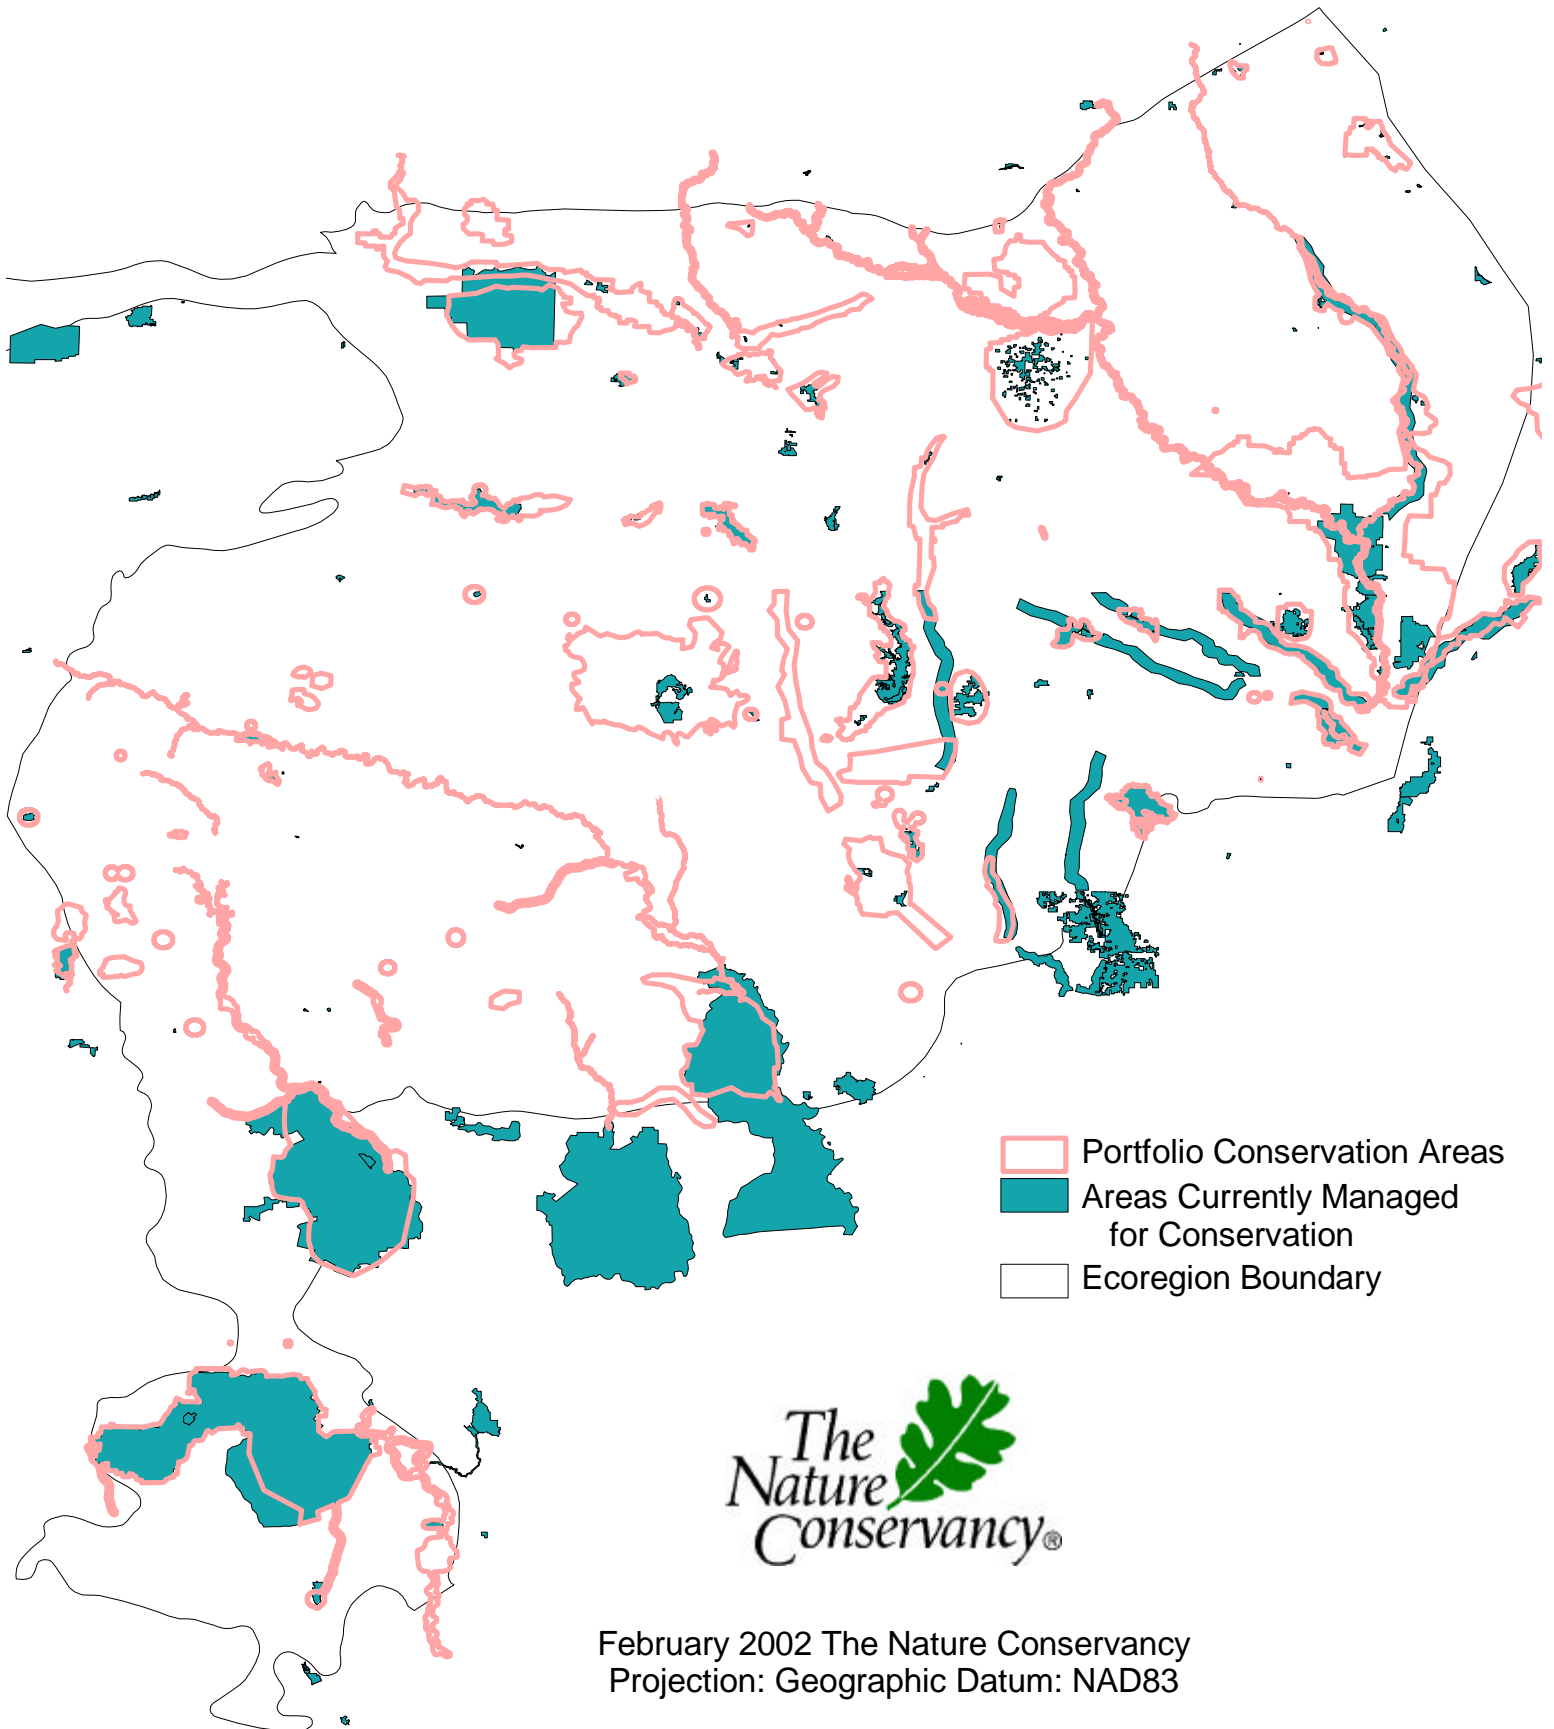 Portfolio Conservation Areas
Areas Currently Managed
for Conservation
Ecoregion Boundary
The
Nature
Conservancy®
February 2002 The Nature Conservancy
Projection: Geographic Datum: NAD83